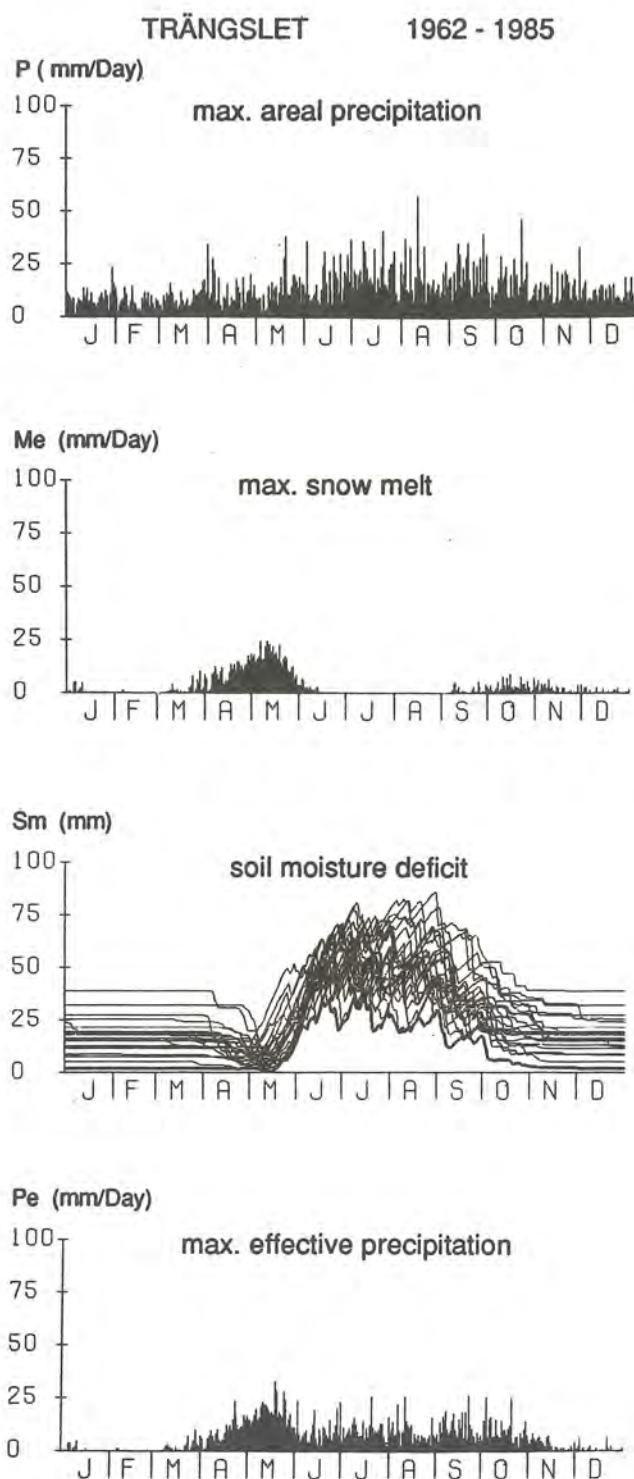 TRÄNGSLET 1962 - 1985
P ( mm/Day)
max. areal precipitation
100
75
50
25
0
J F M A M J J A S O N D
Me (mm/Day)
max. snow melt
100
75
50
25
0
J F M A M J J A S O N D
Sm (mm)
soil moisture deficit
100
75
50
25
0
J F M A M J J A S O N D
Pe (mm/Day)
max. effective precipitation
100
75
50
25
0
J F M A M J J A S O N D